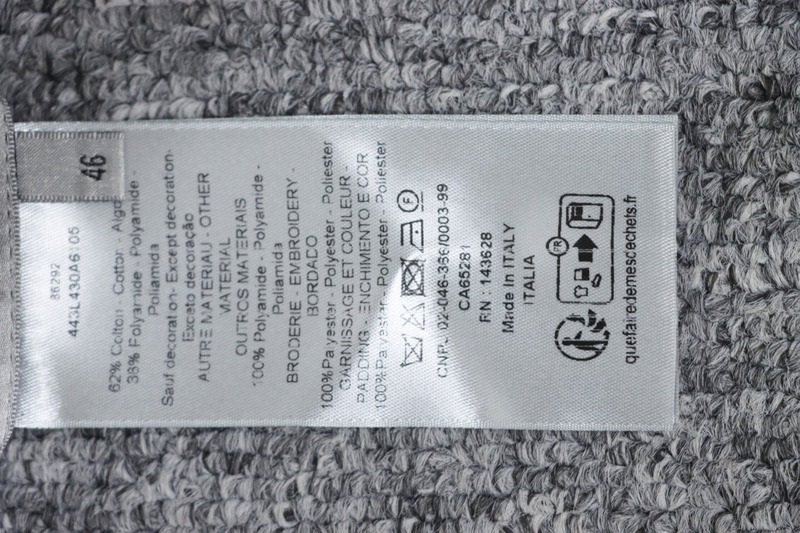 46
86292
443L430A6105
62% Cotton - Cotton - Algo
38% Polyamide - Polyamide -
Poliamida
Sauf decoration- Except decoration-
Exceto decoração
AUTRE MATERIAU - OTHER
MATERIAL
OUTROS MATERIAIS
100% Polyamide - Polyamide -
Poliamida
BRODERIE - EMBROIDERY -
BORDADO
100%Polyester - Polyester - Poliester
GARNISSAGE ET COULEUR -
PADDING - ENCHIMENTO E COR
100%Polyester - Polyester - Poliester
F
CNPJ: 02-046-366/0003-99
CA65281
RN : 143628
Made in ITALY
ITALIA
FR
quefairedemesdechets.fr